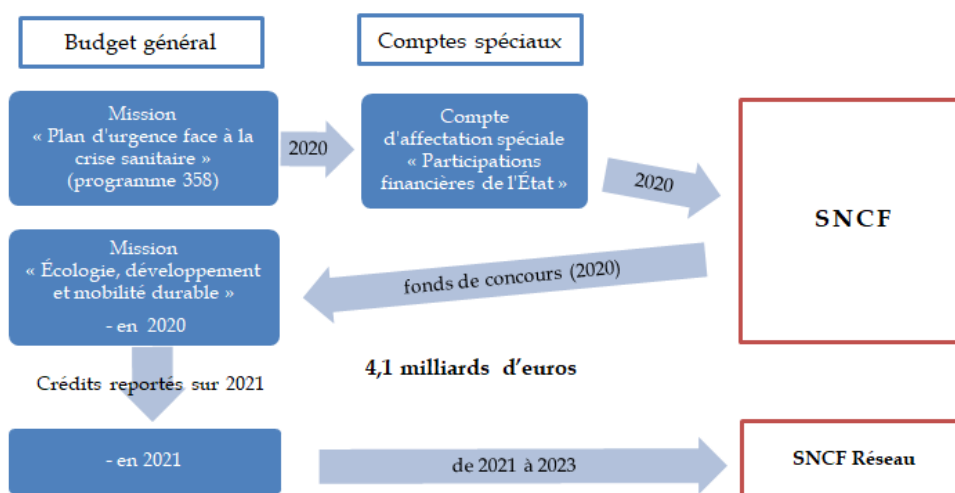 Budget général
Comptes spéciaux
Mission
« Plan d'urgence face à la
crise sanitaire »
(programme 358)
2020
Compte
d'affectation spéciale
« Participations
financières de l'État »
2020
SNCF
Mission
« Écologie, développement
et mobilité durable »
- en 2020
fonds de concours (2020)
4,1 milliards d'euros
Crédits reportés sur 2021
- en 2021
de 2021 à 2023
SNCF Réseau